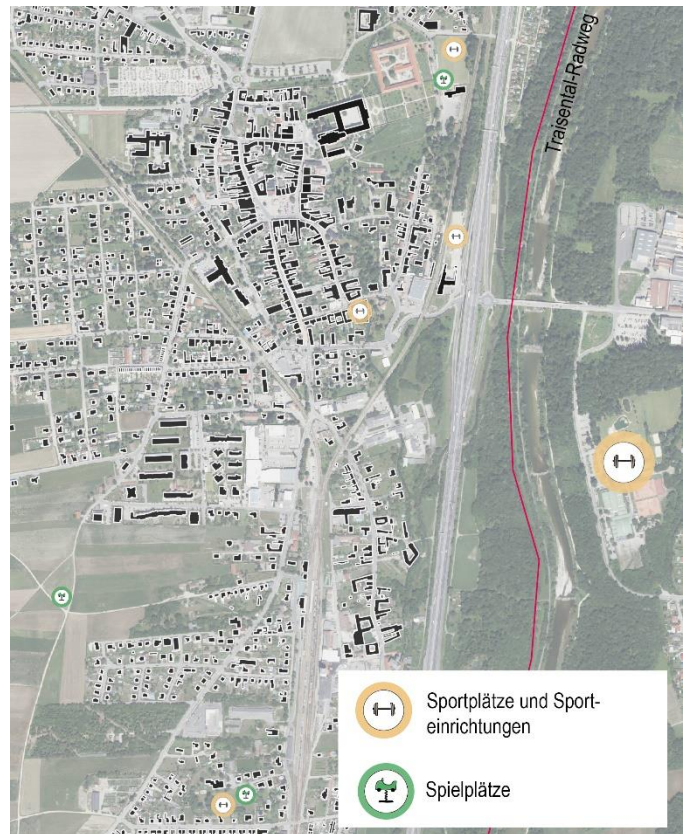 Traisental-Radweg
Sportplätze und Sport-
einrichtungen
Spielplätze